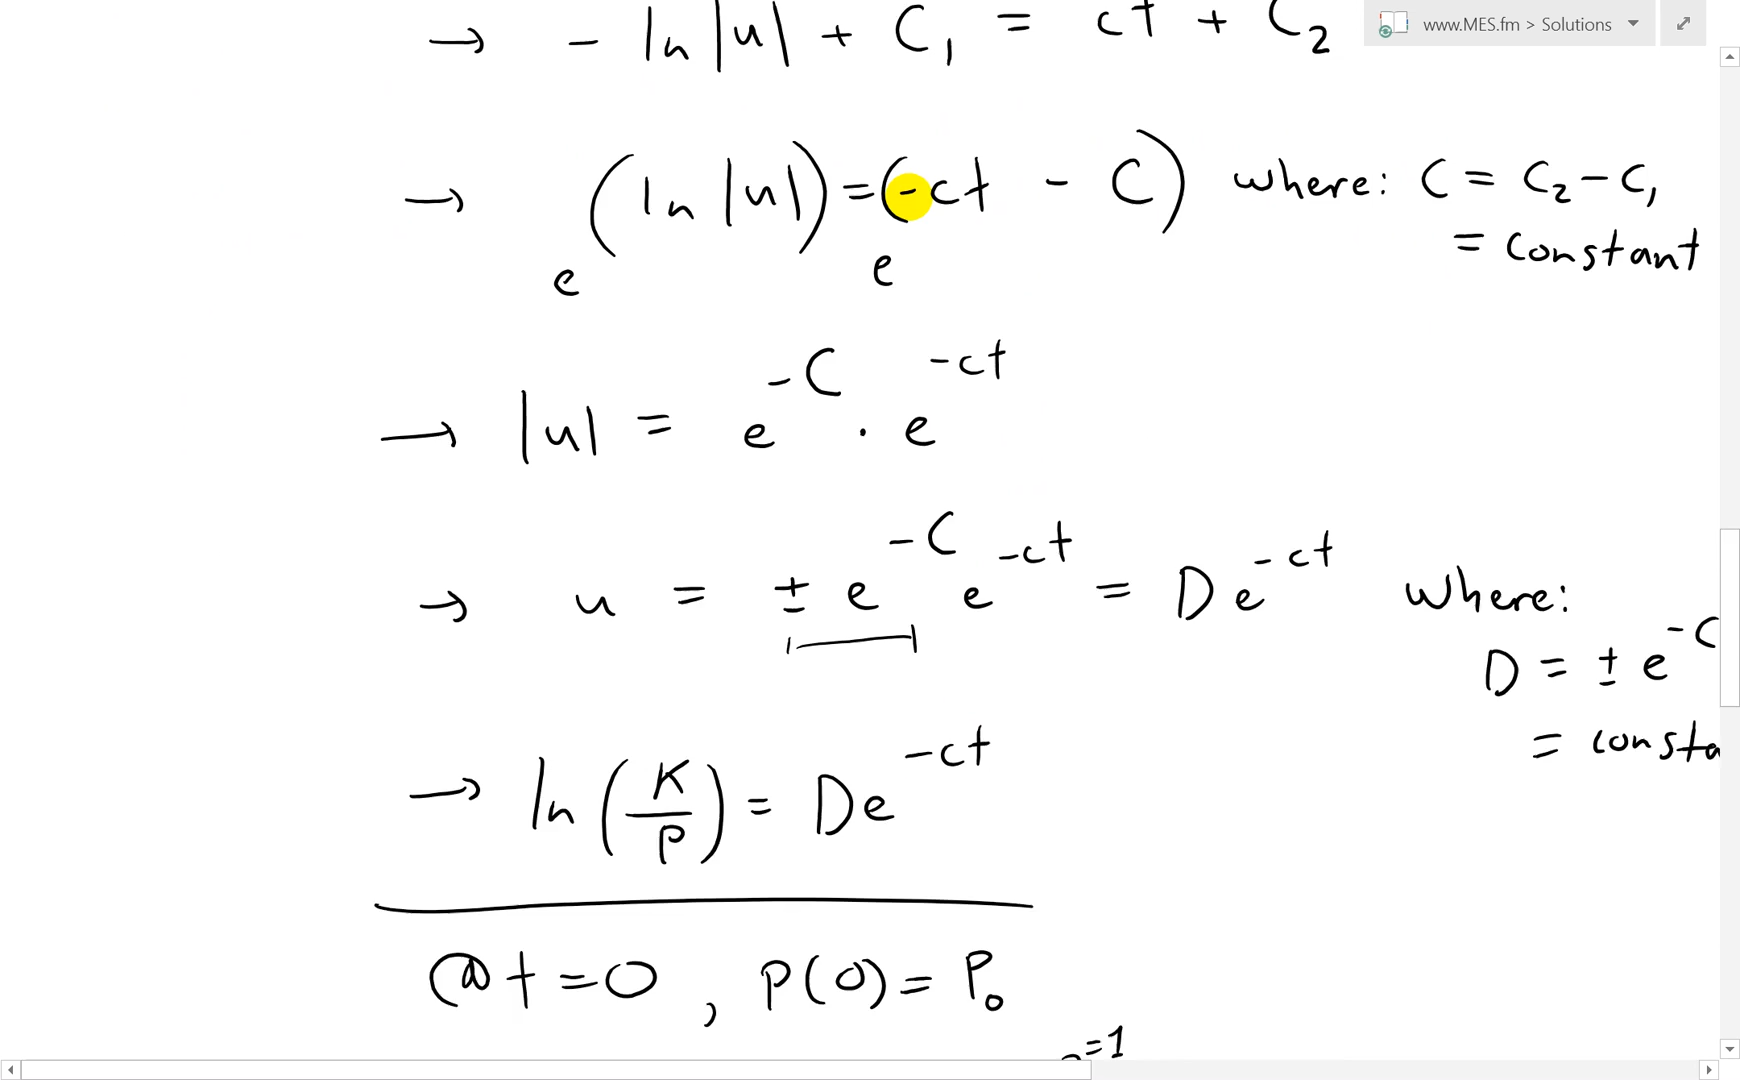 → - ln |u| + C₁ = ct + C₂
www.MES.fm > Solutions
→ e^(ln |u|) = e^(-ct - C) where: C = C₂ - C₁
= constant
→ |u| = e^-C · e^-ct
→ u = ± e^-C e^-ct = De^-ct where:
D = ± e^-C
→ ln (K/P) = De^-ct
= consta
@ t = 0 , P(0) = P₀
=1